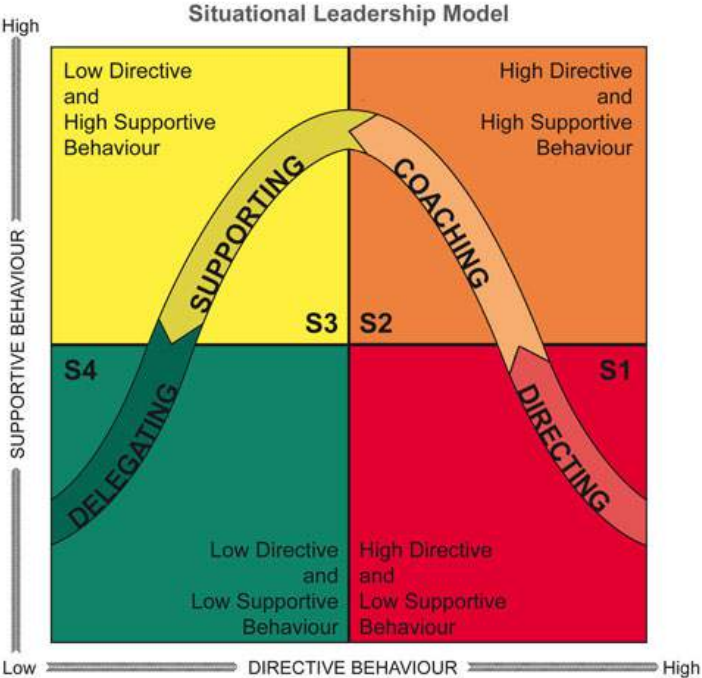 Situational Leadership Model
High
Low Directive
and
High Supportive
Behaviour
High Directive
and
High Supportive
Behaviour
SUPPORTING
COACHING
SUPPORTIVE BEHAVIOUR
S3
S2
S4
S1
DELEGATING
DIRECTING
Low Directive
and
Low Supportive
Behaviour
High Directive
and
Low Supportive
Behaviour
Low
DIRECTIVE BEHAVIOUR
High